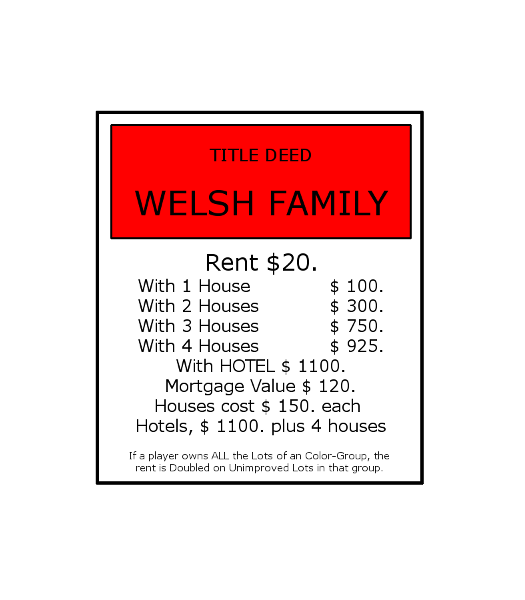 TITLE DEED
WELSH FAMILY
Rent $20.
With 1 House $ 100.
With 2 Houses $ 300.
With 3 Houses $ 750.
With 4 Houses $ 925.
With HOTEL $ 1100.
Mortgage Value $ 120.
Houses cost $ 150. each
Hotels, $ 1100. plus 4 houses
If a player owns ALL the Lots of an Color-Group, the
rent is Doubled on Unimproved Lots in that group.